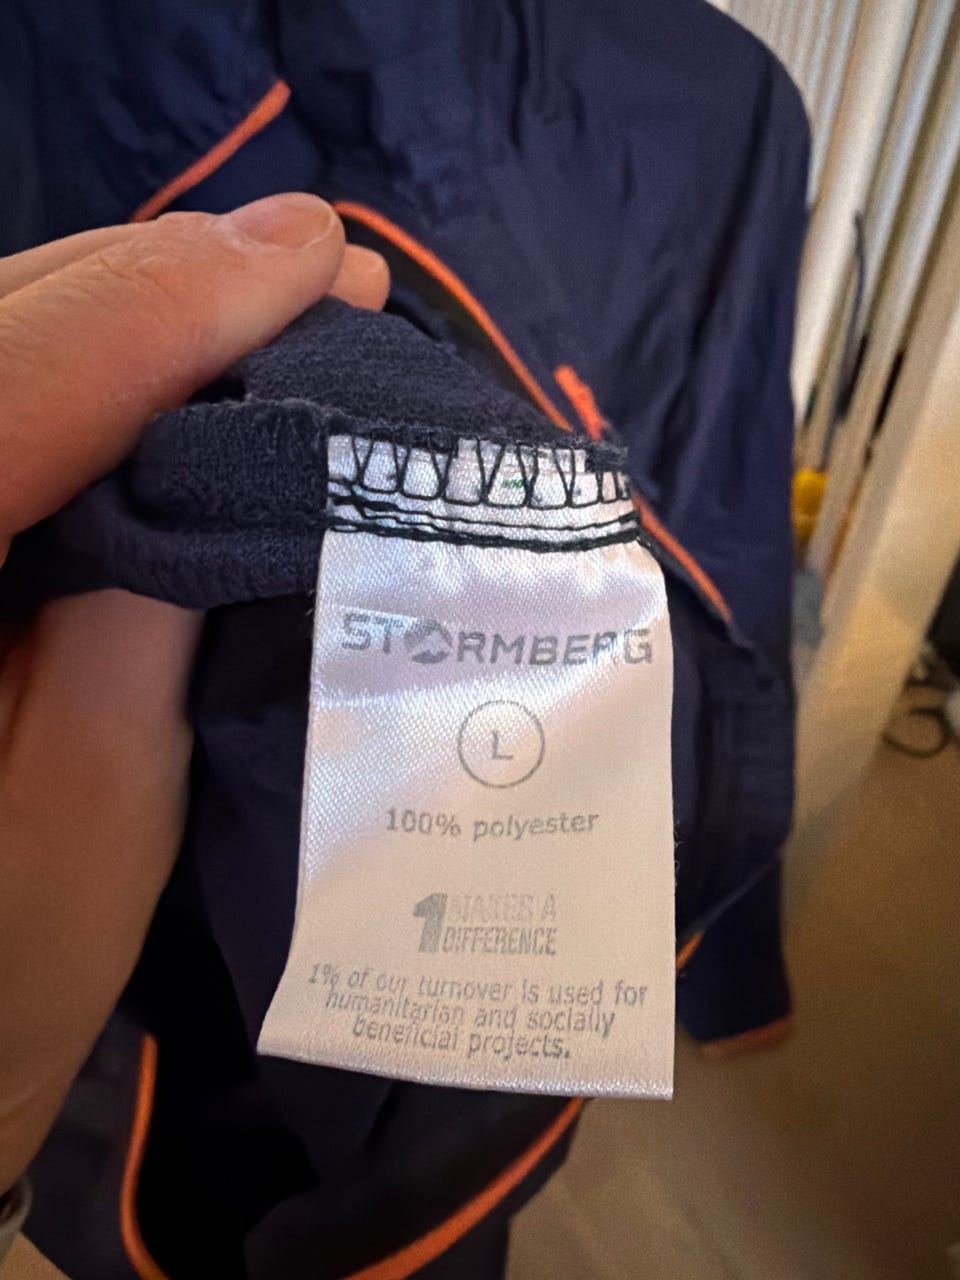 STORMBERG
L
100% polyester
1 MAKES A
DIFFERENCE
1% of our turnover is used for
humanitarian and socially
beneficial projects.